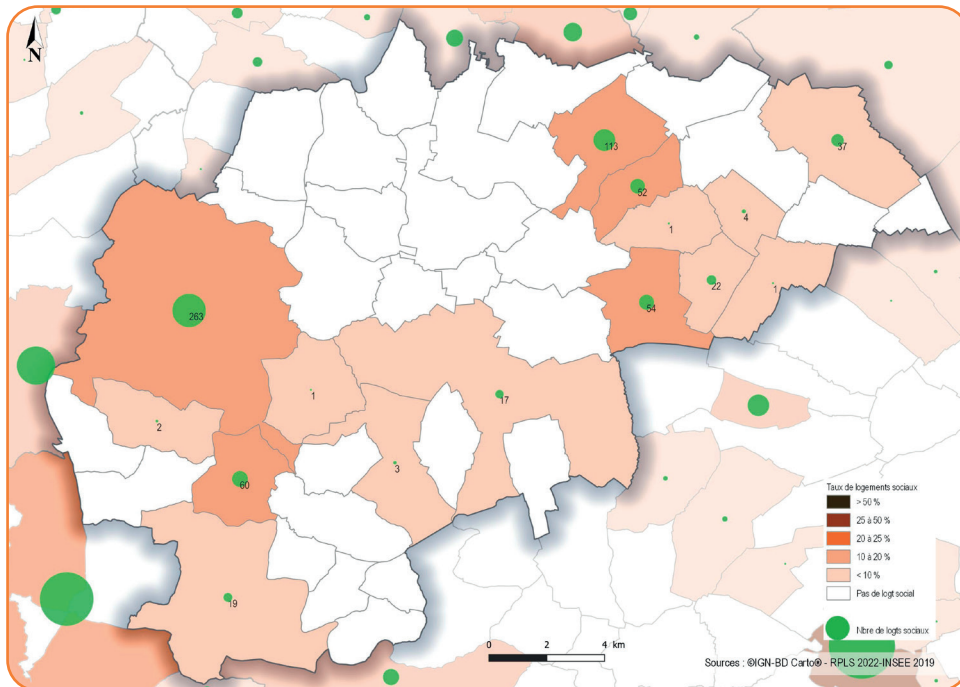 N
113
37
52
4
1
22
1
54
263
1
17
2
3
60
19
Taux de logements sociaux
> 50 %
25 à 50 %
20 à 25 %
10 à 20 %
< 10 %
Pas de logt social
Nbre de logts sociaux
0 2 4 km
Sources : ©IGN-BD Carto® - RPLS 2022-INSEE 2019